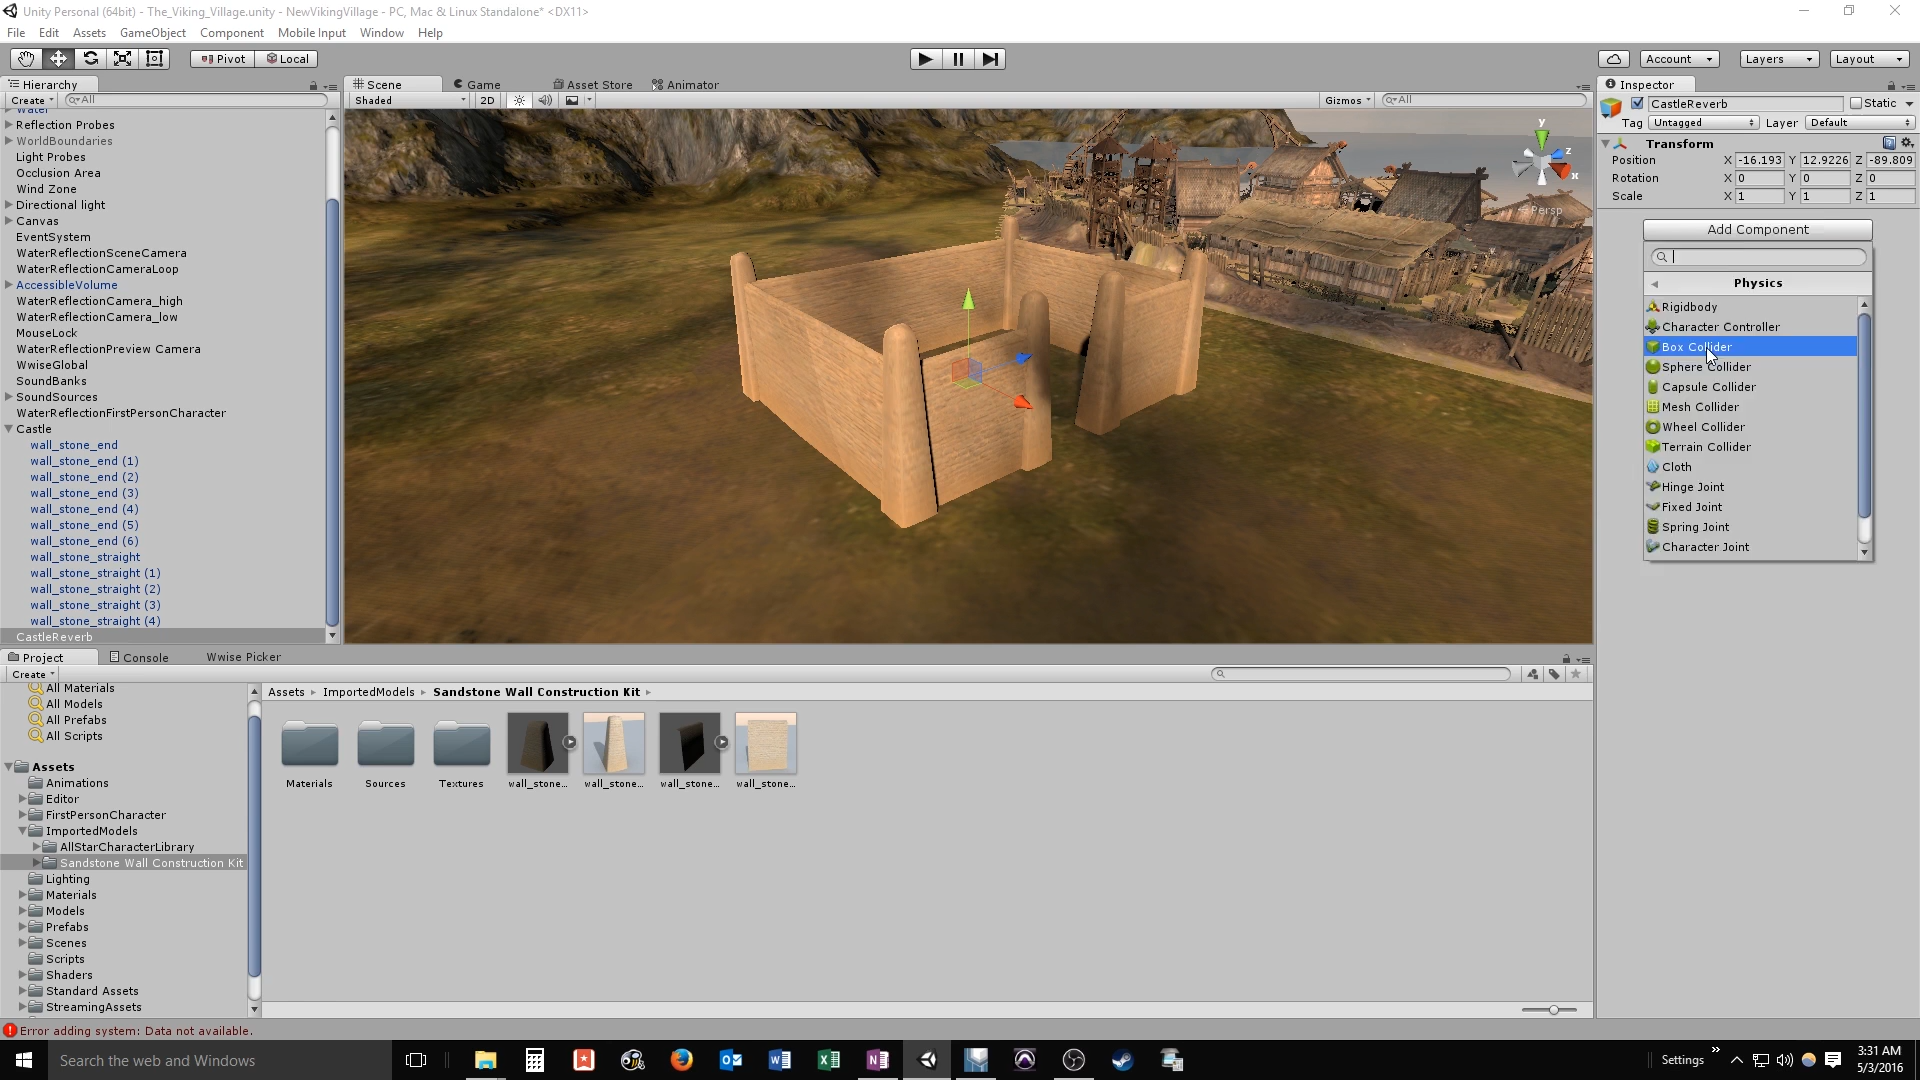 Unity Personal (64bit) - The_Viking_Village.unity - NewVikingVillage - PC, Mac & Linux Standalone* <DX11>
File Edit Assets GameObject Component Mobile Input Window Help
Pivot Local Account Layers Layout
Hierarchy Scene Game Asset Store Animator Inspector
Create All Shaded 2D Gizmos All
CastleReverb Static
Tag Untagged Layer Default
Transform
Position X -16.193 Y 12.9226 Z -89.809
Rotation X 0 Y 0 Z 0
Scale X 1 Y 1 Z 1
Add Component
Physics
Rigidbody
Character Controller
Box Collider
Sphere Collider
Capsule Collider
Mesh Collider
Wheel Collider
Terrain Collider
Cloth
Hinge Joint
Fixed Joint
Spring Joint
Character Joint
y
z
x
Persp
Water
Reflection Probes
WorldBoundaries
Light Probes
Occlusion Area
Wind Zone
Directional light
Canvas
EventSystem
WaterReflectionSceneCamera
WaterReflectionCameraLoop
AccessibleVolume
WaterReflectionCamera_high
WaterReflectionCamera_low
MouseLock
WaterReflectionPreview Camera
WwiseGlobal
SoundBanks
SoundSources
WaterReflectionFirstPersonCharacter
Castle
wall_stone_end
wall_stone_end (1)
wall_stone_end (2)
wall_stone_end (3)
wall_stone_end (4)
wall_stone_end (5)
wall_stone_end (6)
wall_stone_straight
wall_stone_straight (1)
wall_stone_straight (2)
wall_stone_straight (3)
wall_stone_straight (4)
CastleReverb
Project Console Wwise Picker
Create
All Materials
All Models
All Prefabs
All Scripts
Assets
Animations
Editor
FirstPersonCharacter
ImportedModels
AllStarCharacterLibrary
Sandstone Wall Construction Kit
Lighting
Materials
Models
Prefabs
Scenes
Scripts
Shaders
Standard Assets
StreamingAssets
Assets ImportedModels Sandstone Wall Construction Kit
Materials Sources Textures wall_stone... wall_stone... wall_stone... wall_stone...
Error adding system: Data not available.
Search the web and Windows
Settings
3:31 AM
5/3/2016